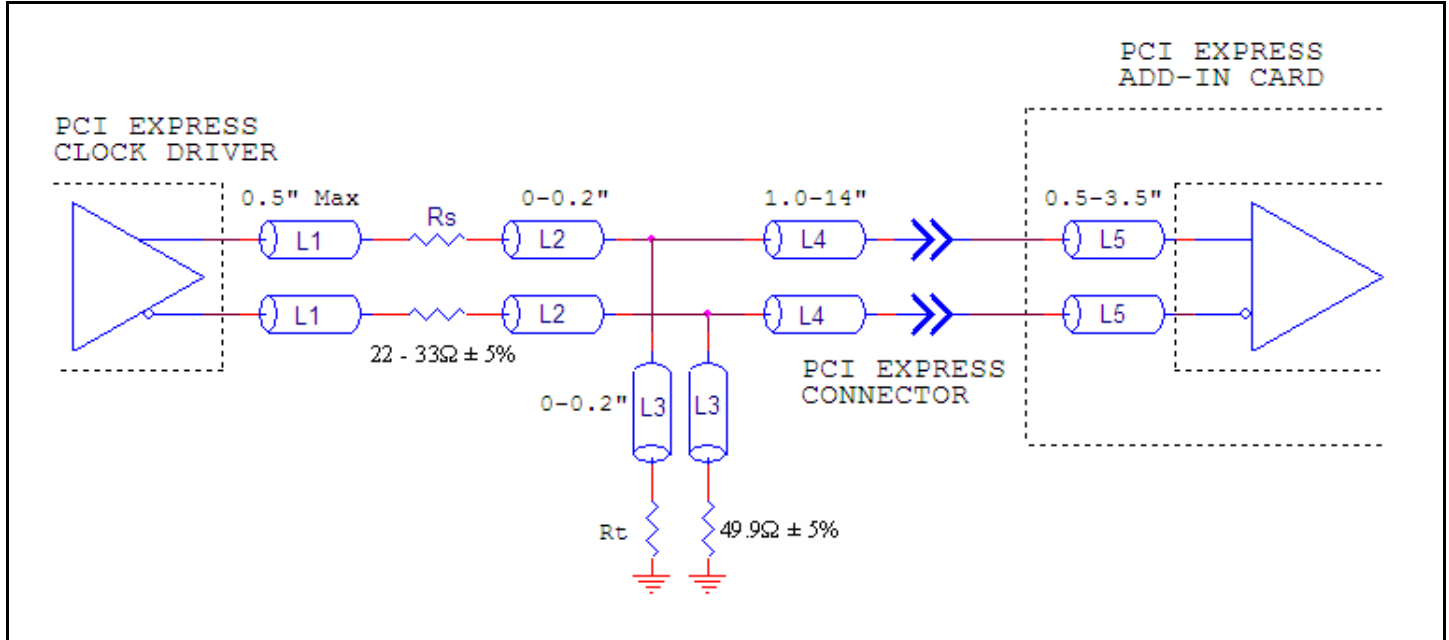 PCI EXPRESS
ADD-IN CARD
PCI EXPRESS
CLOCK DRIVER
0.5" Max
0-0.2"
1.0-14"
0.5-3.5"
Rs
L1
L2
L4
L5
L1
L2
L4
L5
22 - 33Ω ± 5%
PCI EXPRESS
CONNECTOR
0-0.2"
L3
L3
Rt
49.9Ω ± 5%